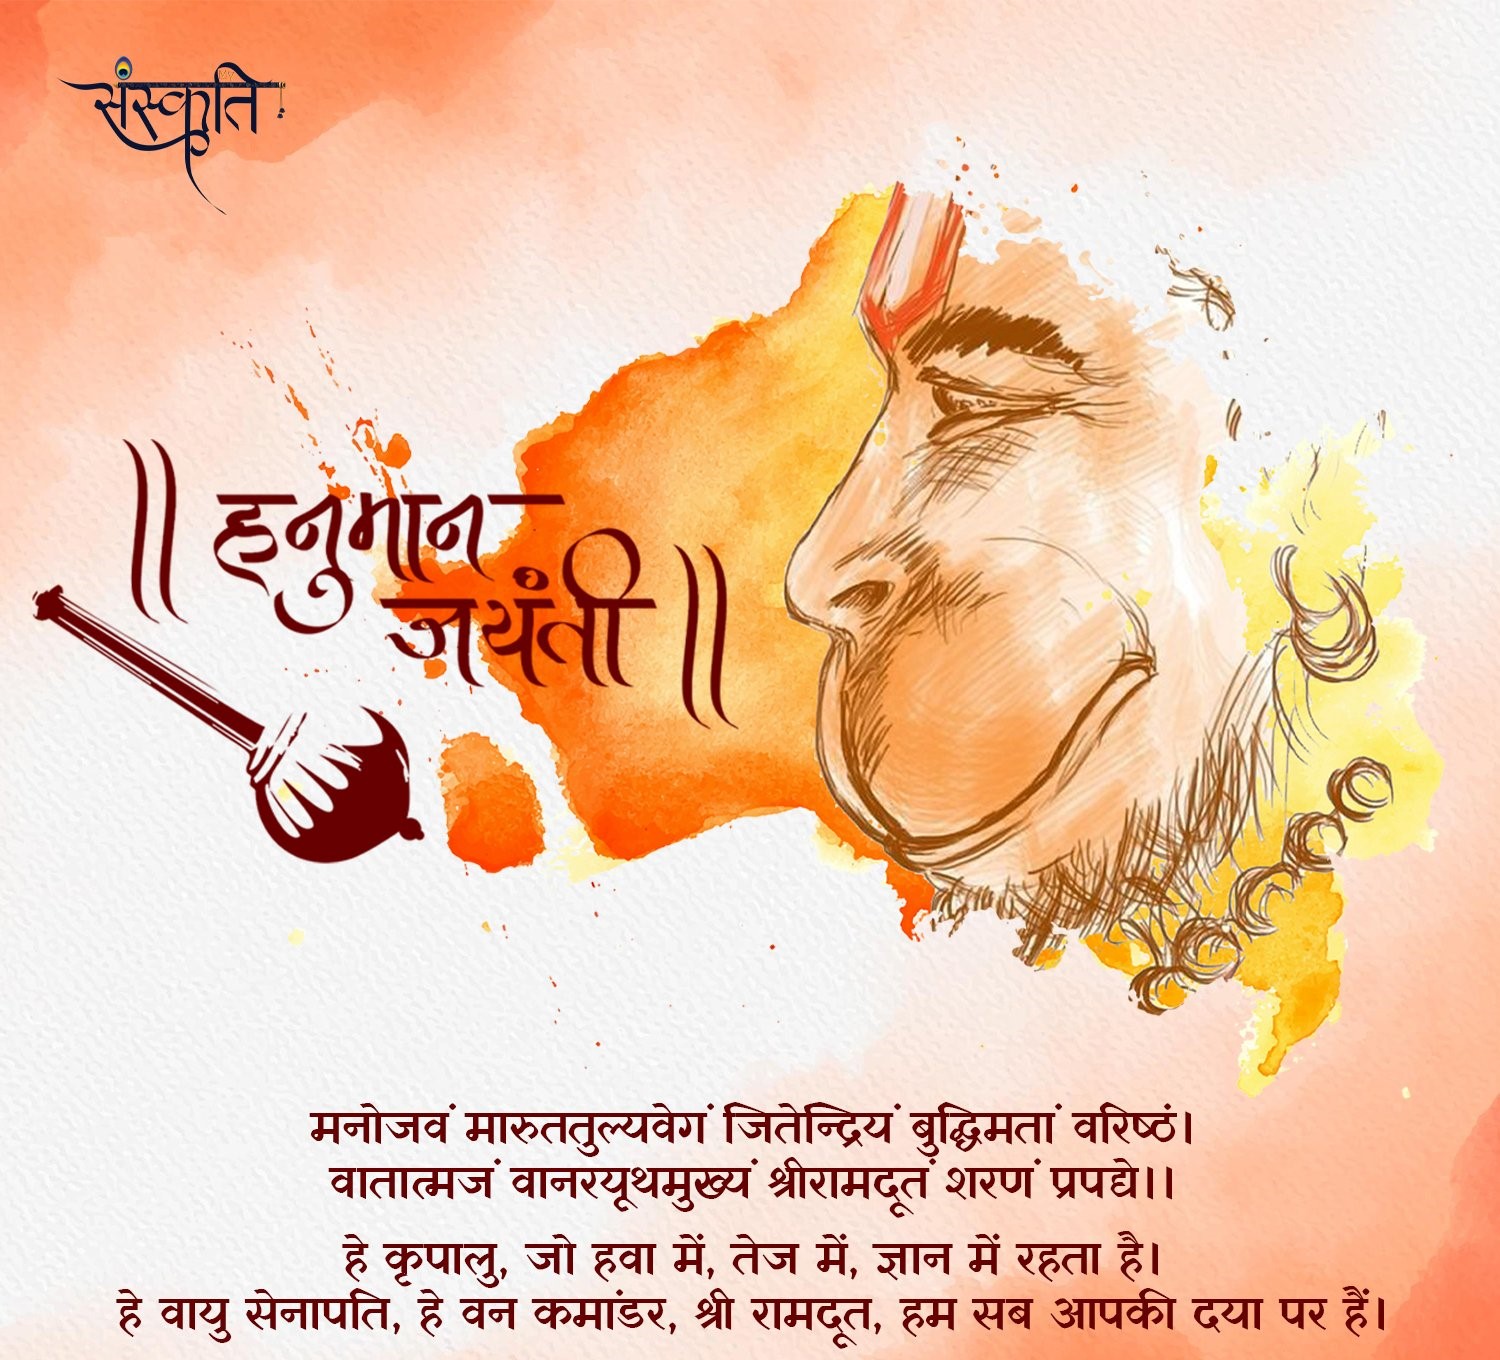 संस्कृति
॥ हनुमान
जयंती ॥
मनोजवं मारुततुल्यवेगं जितेन्द्रियं बुद्धिमतां वरिष्ठं।
वातात्मजं वानरयूथमुख्यं श्रीरामदूतं शरणं प्रपद्ये।।
हे कृपालु, जो हवा में, तेज में, ज्ञान में रहता है।
हे वायु सेनापति, हे वन कमांडर, श्री रामदूत, हम सब आपकी दया पर हैं।